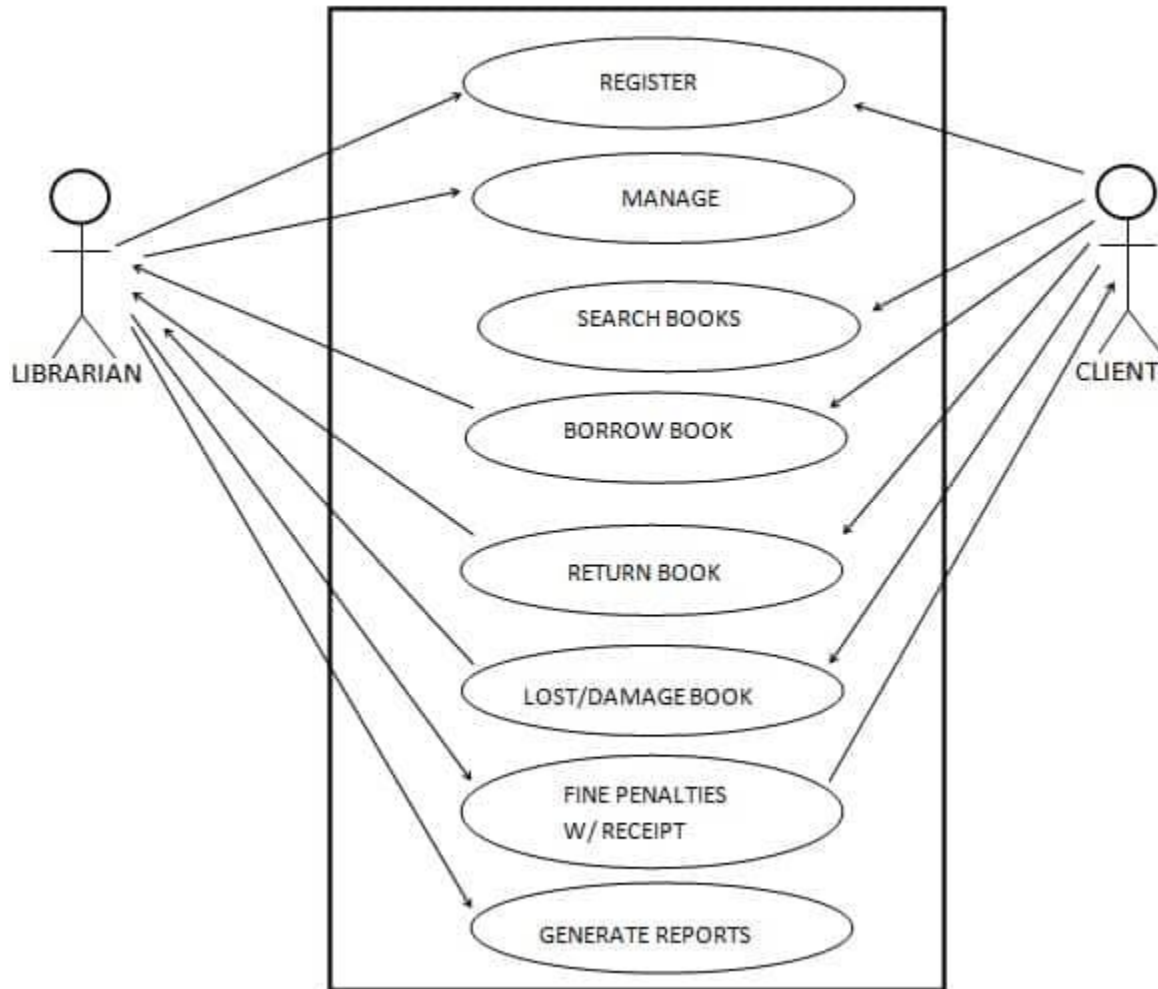 REGISTER
MANAGE
SEARCH BOOKS
LIBRARIAN
CLIENT
BORROW BOOK
RETURN BOOK
LOST/DAMAGE BOOK
FINE PENALTIES
W/ RECEIPT
GENERATE REPORTS